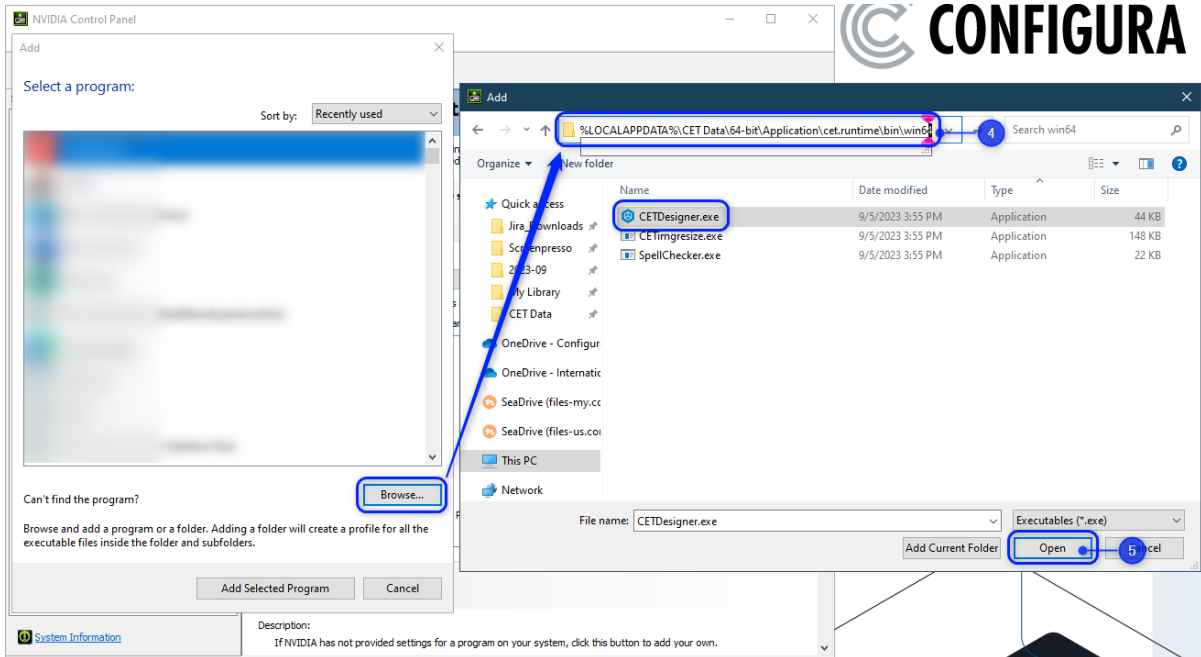 NVIDIA Control Panel
CONFIGURA
Add
Select a program:
Sort by: Recently used
Can't find the program?
Browse...
Browse and add a program or a folder. Adding a folder will create a profile for all the
executable files inside the folder and subfolders.
Add Selected Program
Cancel
System Information
Description:
If NVIDIA has not provided settings for a program on your system, click this button to add your own.
Add
%LOCALAPPDATA%\CET Data\64-bit\Application\cet.runtime\bin\win64
4
Search win64
Organize
New folder
Name Date modified Type Size
CETDesigner.exe 9/5/2023 3:55 PM Application 44 KB
CETimgresize.exe 9/5/2023 3:55 PM Application 148 KB
SpellChecker.exe 9/5/2023 3:55 PM Application 22 KB
Quick access
Jira_Downloads
Screenpresso
2023-09
My Library
CET Data
OneDrive - Configur
OneDrive - Internatic
SeaDrive (files-my.cc
SeaDrive (files-us.coı
This PC
Network
File name: CETDesigner.exe
Executables (*.exe)
Add Current Folder
Open
5
Cancel